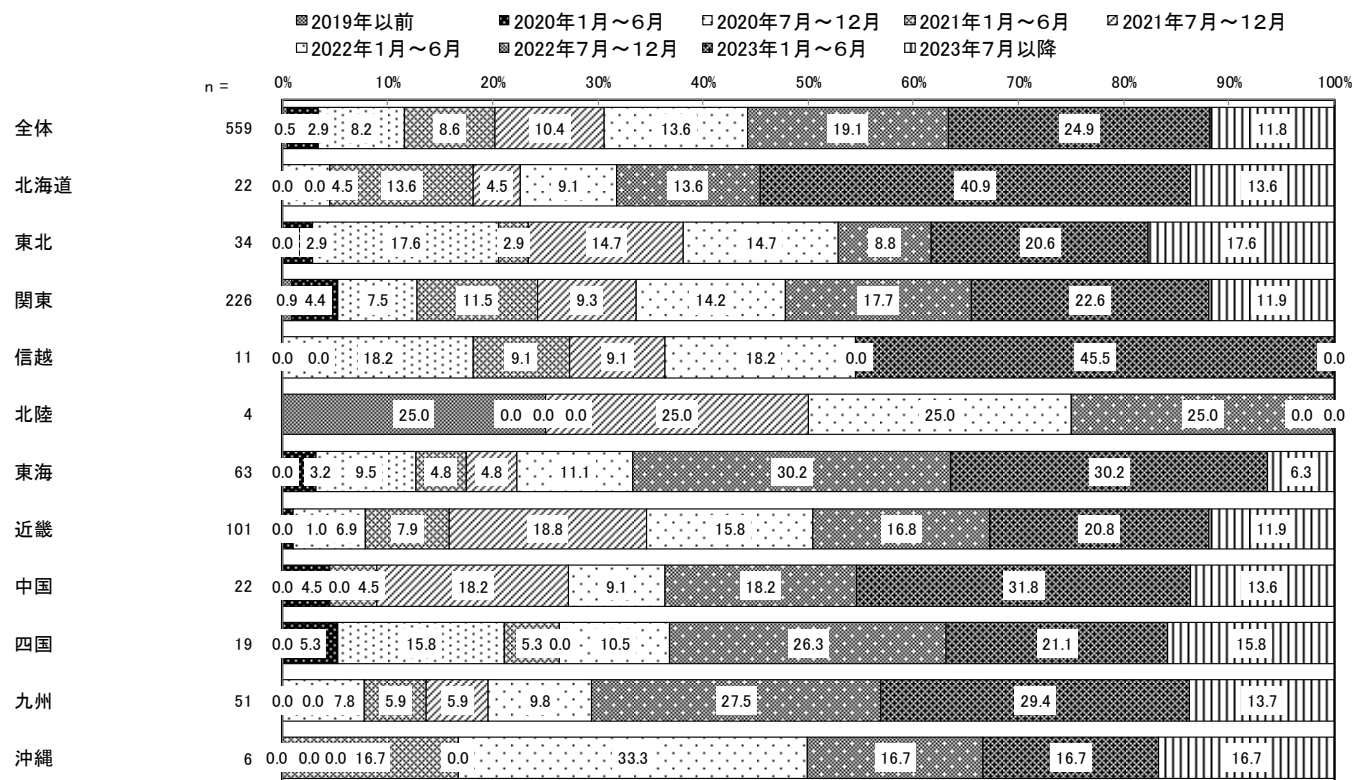 2019年以前 2020年1月～6月 2020年7月～12月 2021年1月～6月 2021年7月～12月
2022年1月～6月 2022年7月～12月 2023年1月～6月 2023年7月以降
n = 0% 10% 20% 30% 40% 50% 60% 70% 80% 90% 100%
全体 559 0.5 2.9 8.2 8.6 10.4 13.6 19.1 24.9 11.8
北海道 22 0.0 0.0 4.5 13.6 4.5 9.1 13.6 40.9 13.6
東北 34 0.0 2.9 17.6 2.9 14.7 14.7 8.8 20.6 17.6
関東 226 0.9 4.4 7.5 11.5 9.3 14.2 17.7 22.6 11.9
信越 11 0.0 0.0 18.2 9.1 9.1 18.2 0.0 45.5 0.0
北陸 4 25.0 0.0 0.0 0.0 25.0 25.0 25.0 0.0 0.0
東海 63 0.0 3.2 9.5 4.8 4.8 11.1 30.2 30.2 6.3
近畿 101 0.0 1.0 6.9 7.9 18.8 15.8 16.8 20.8 11.9
中国 22 0.0 4.5 0.0 4.5 18.2 9.1 18.2 31.8 13.6
四国 19 0.0 5.3 15.8 5.3 0.0 10.5 26.3 21.1 15.8
九州 51 0.0 0.0 7.8 5.9 5.9 9.8 27.5 29.4 13.7
沖縄 6 0.0 0.0 0.0 16.7 0.0 33.3 16.7 16.7 16.7